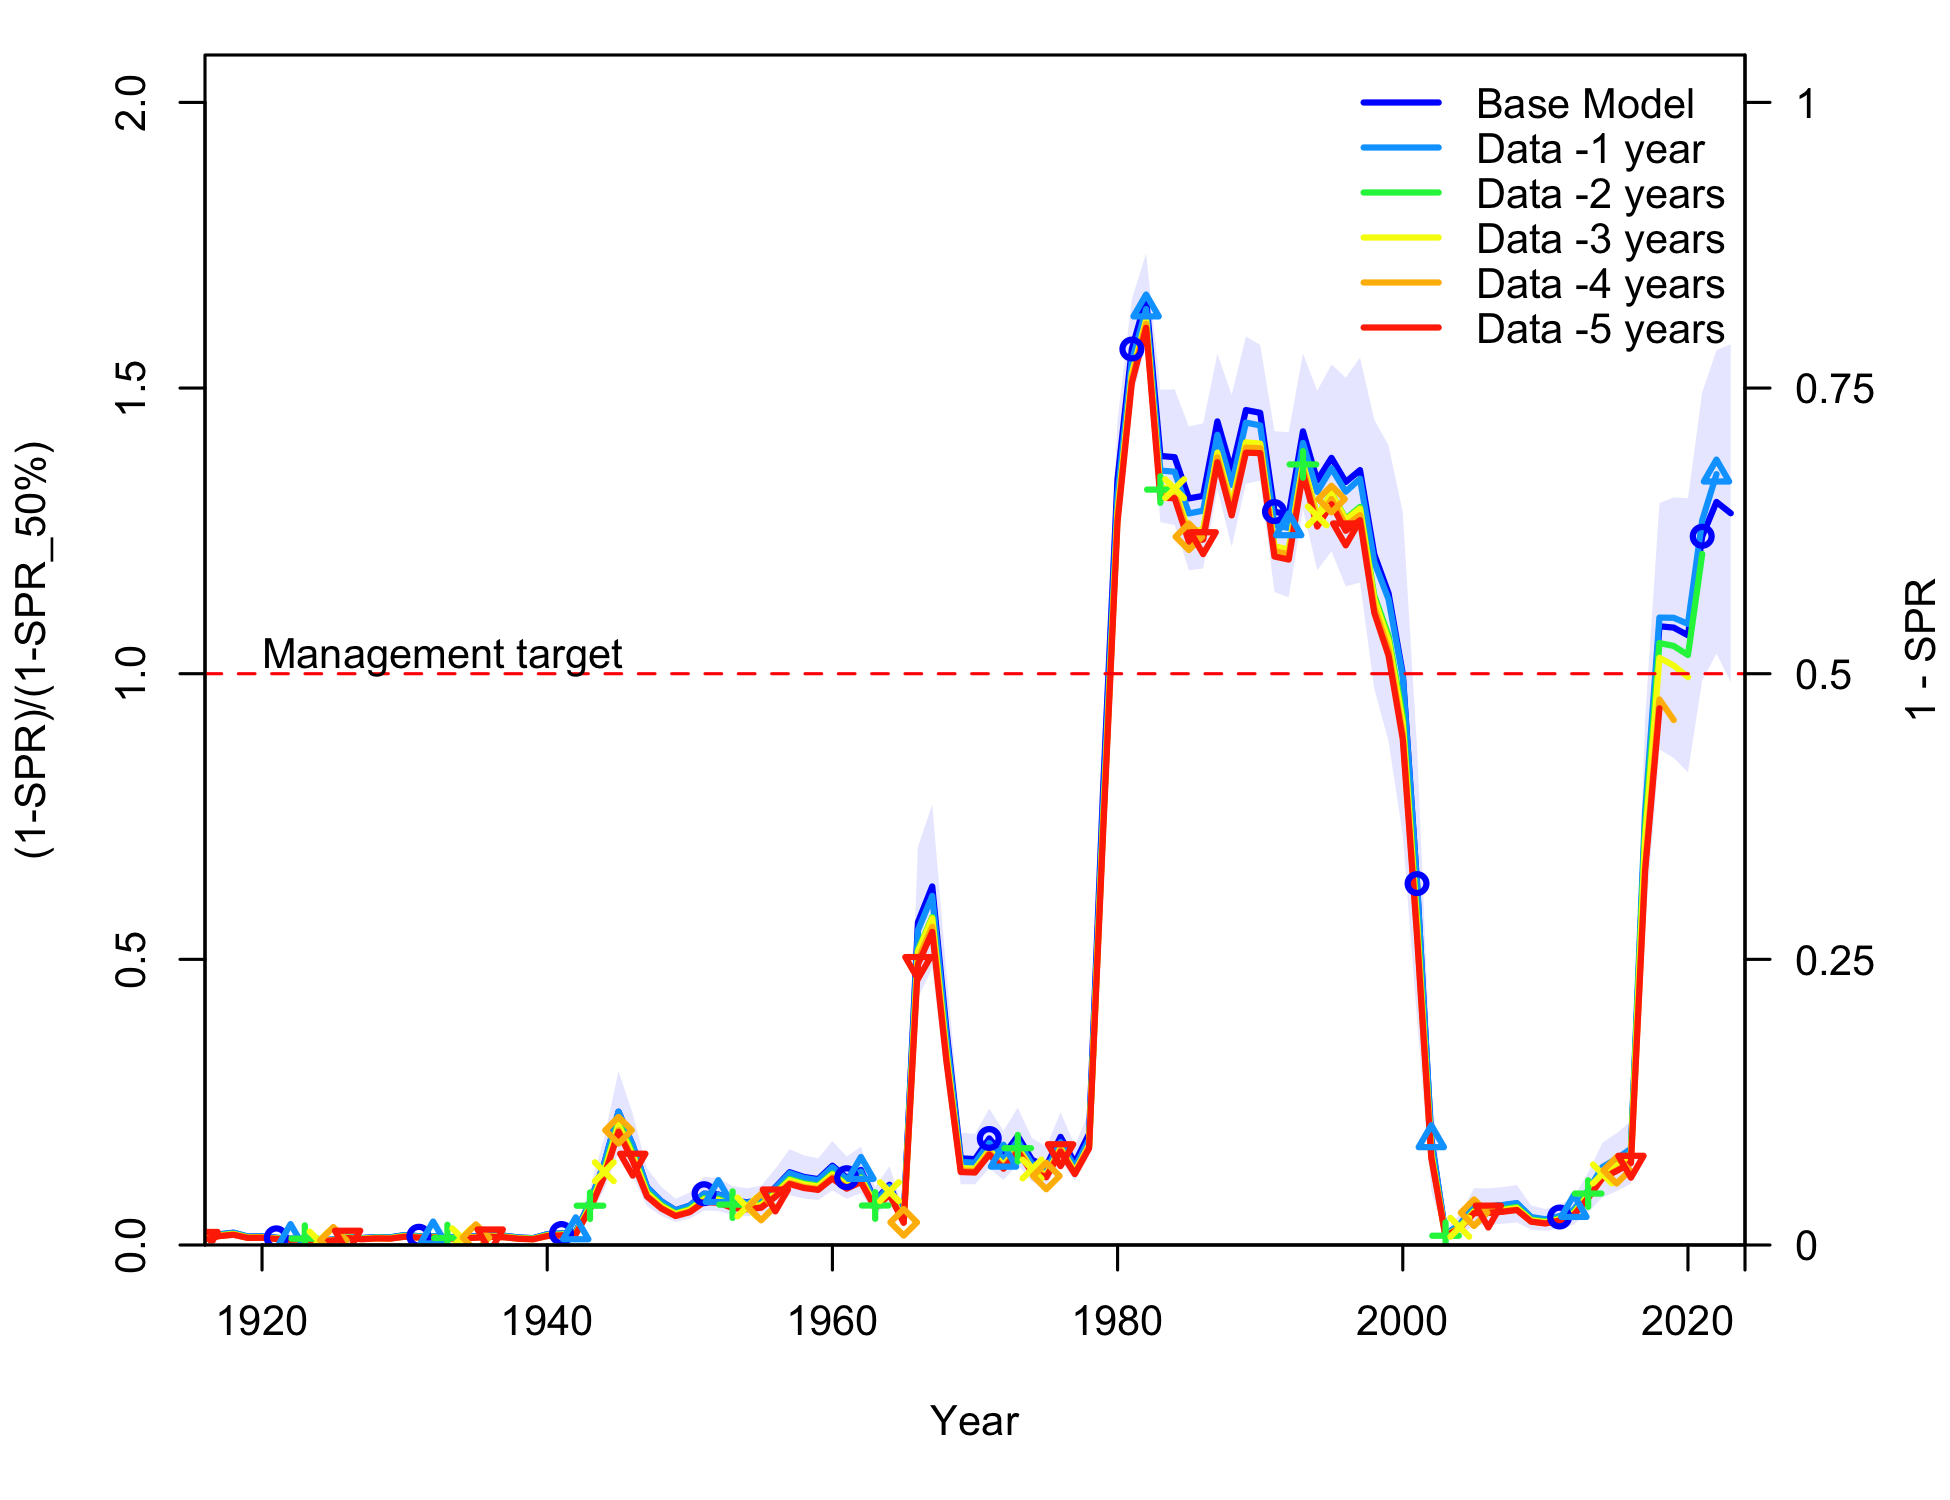 2.0
1.5
1.0
0.5
0.0
(1-SPR)/(1-SPR_50%)
Management target
Base Model
Data -1 year
Data -2 years
Data -3 years
Data -4 years
Data -5 years
1
0.75
0.5
0.25
0
1 - SPR
1920
1940
1960
1980
2000
2020
Year